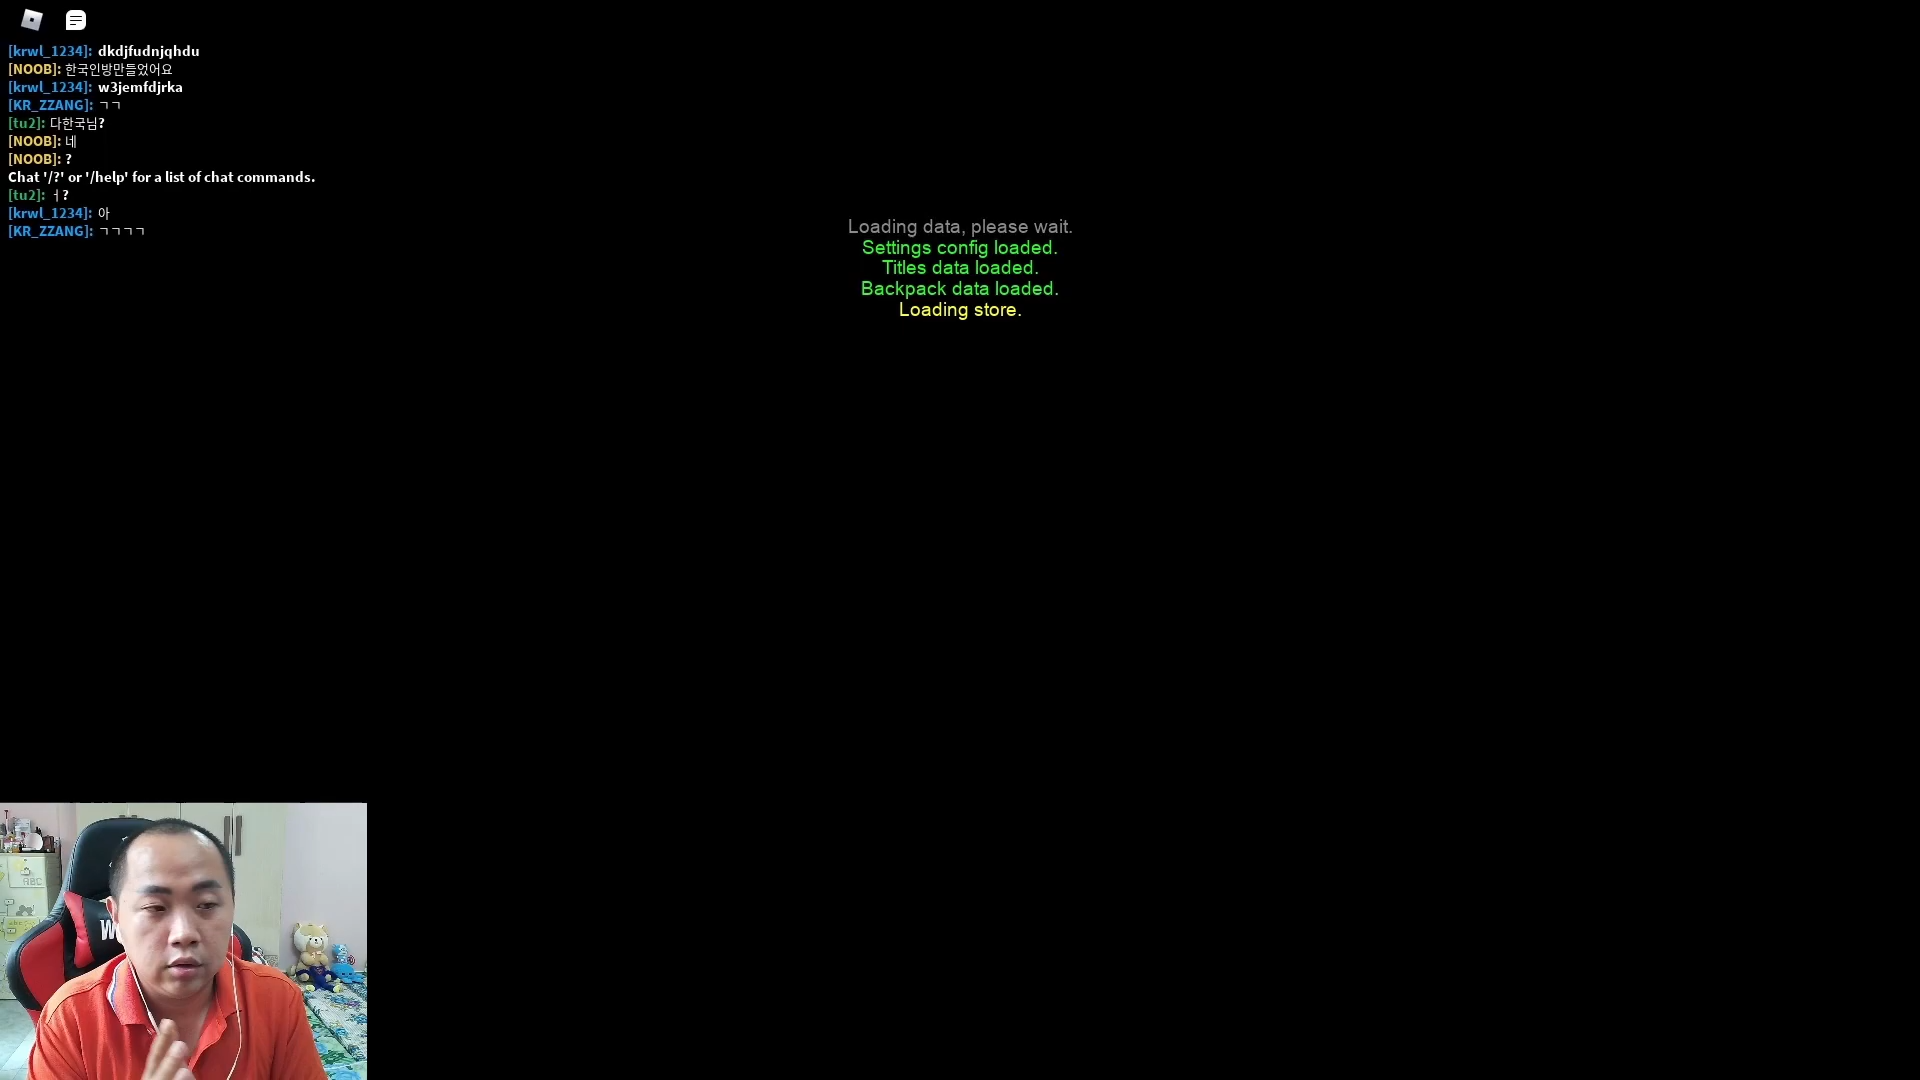 [krwl_1234]: dkdjfudnjqhdu
[NOOB]: 한국인방만들었어요
[krwl_1234]: w3jemfdjrka
[KR_ZZANG]: ㄱㄱ
[tu2]: 다한국님?
[NOOB]: 네
[NOOB]: ?
Chat '/?' or '/help' for a list of chat commands.
[tu2]: ㅓ?
[krwl_1234]: 아
[KR_ZZANG]: ㄱㄱㄱㄱ
Loading data, please wait.
Settings config loaded.
Titles data loaded.
Backpack data loaded.
Loading store.
ABC